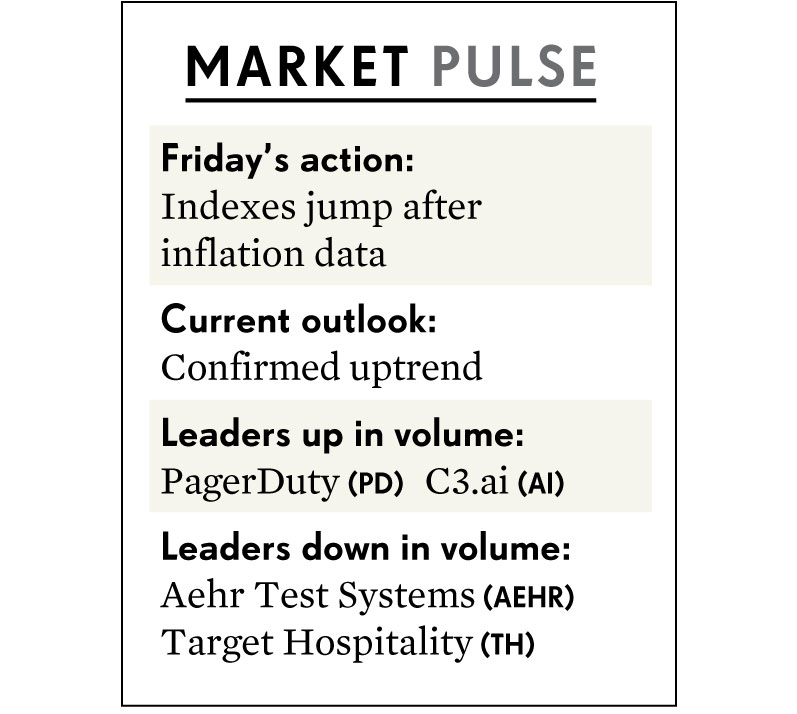 MARKET PULSE
Friday’s action:
Indexes jump after
inflation data
Current outlook:
Confirmed uptrend
Leaders up in volume:
PagerDuty (PD) C3.ai (AI)
Leaders down in volume:
Aehr Test Systems (AEHR)
Target Hospitality (TH)